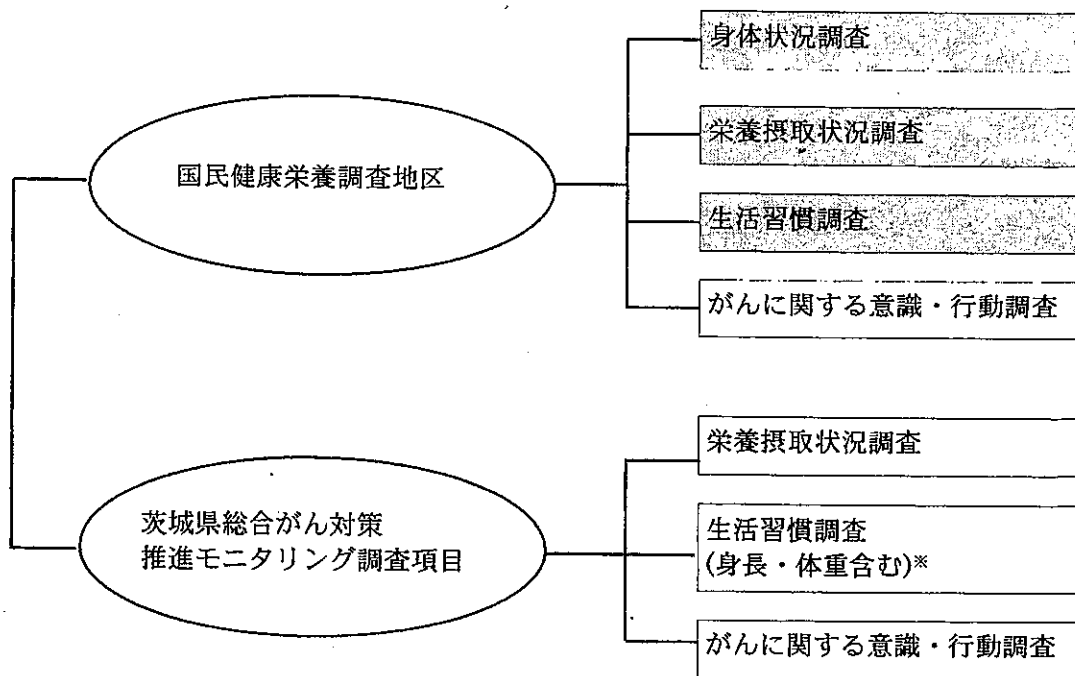 身体状況調査
栄養摂取状況調査
国民健康栄養調査地区
生活習慣調査
がんに関する意識・行動調査
栄養摂取状況調査
茨城県総合がん対策
推進モニタリング調査項目
生活習慣調査
(身長・体重含む)※
がんに関する意識・行動調査